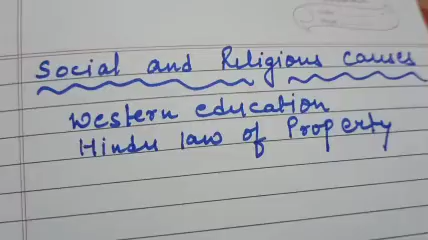 Social and Religious causes
Western education
Hindu law of Property